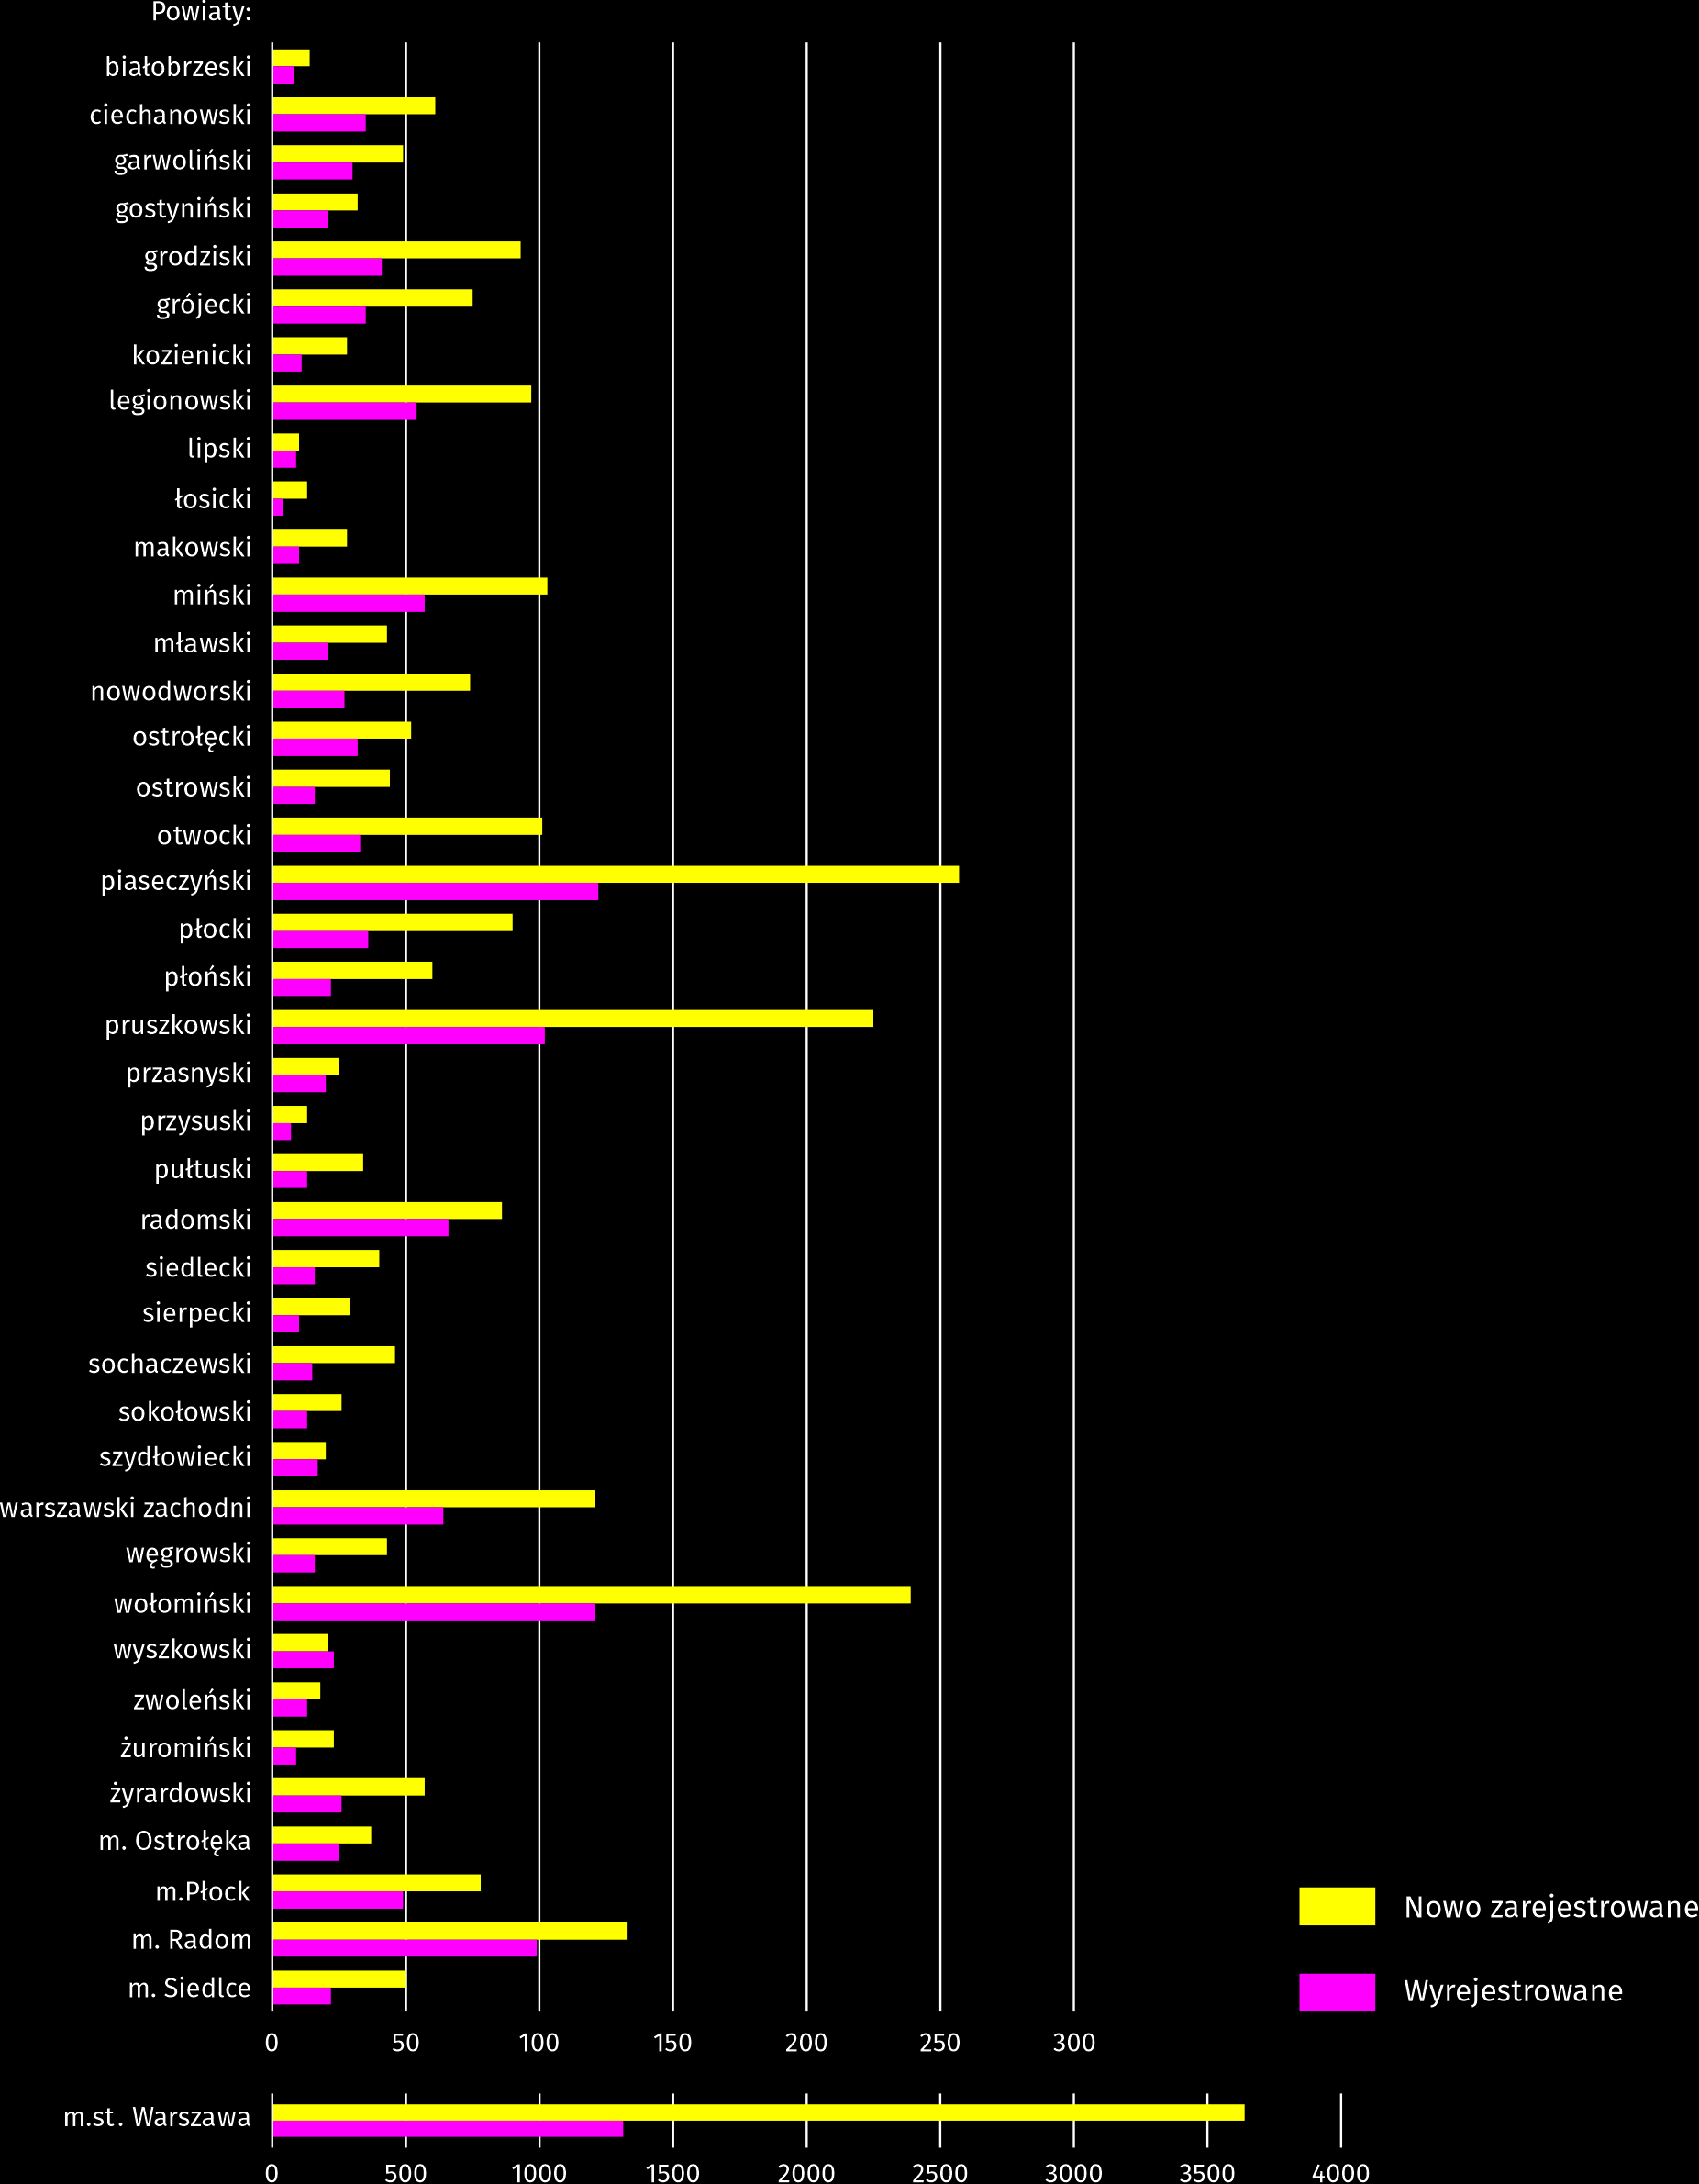 Powiaty:
białobrzeski
ciechanowski
garwoliński
gostyniński
grodziski
grójecki
kozienicki
legionowski
lipski
łosicki
makowski
miński
mławski
nowodworski
ostrołęcki
ostrowski
otwocki
piaseczyński
płocki
płoński
pruszkowski
przasnyski
przysuski
pułtuski
radomski
siedlecki
sierpecki
sochaczewski
sokołowski
szydłowiecki
warszawski zachodni
węgrowski
wołomiński
wyszkowski
zwoleński
żuromiński
żyrardowski
m. Ostrołęka
m.Płock
m. Radom
m. Siedlce
Nowo zarejestrowane
Wyrejestrowane
0 50 100 150 200 250 300
m.st. Warszawa
0 500 1000 1500 2000 2500 3000 3500 4000